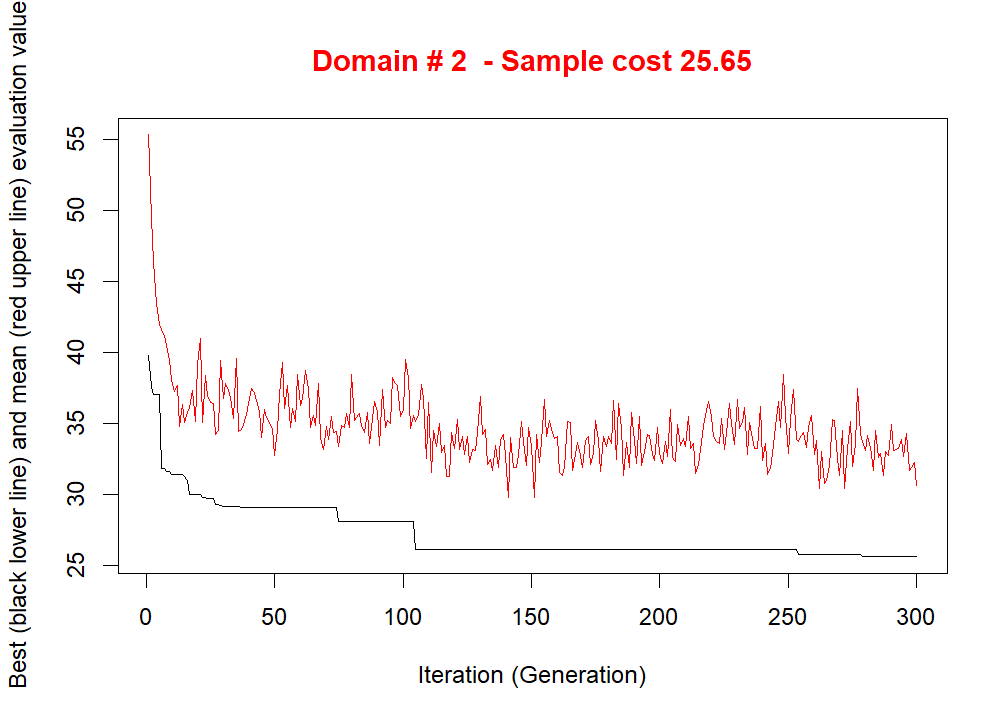 Domain # 2  - Sample cost 25.65
Best (black lower line) and mean (red upper line) evaluation value
55
50
45
40
35
30
25
0 50 100 150 200 250 300
Iteration (Generation)